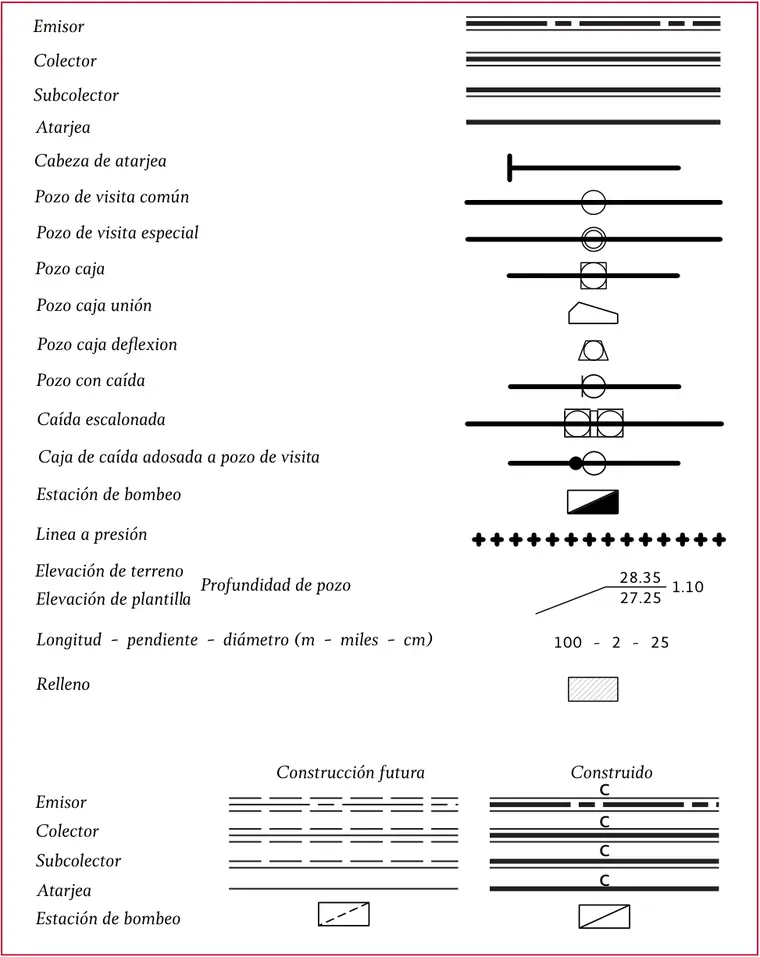 Emisor
Colector
Subcolector
Atarjea
Cabeza de atarjea
Pozo de visita común
Pozo de visita especial
Pozo caja
Pozo caja unión
Pozo caja deflexion
Pozo con caída
Caída escalonada
Caja de caída adosada a pozo de visita
Estación de bombeo
Linea a presión
Elevación de terreno
Elevación de plantilla
Profundidad de pozo
28.35
27.25
1.10
Longitud - pendiente - diámetro (m - miles - cm)
100 - 2 - 25
Relleno
Construcción futura
Construido
Emisor
C
Colector
C
Subcolector
C
Atarjea
C
Estación de bombeo